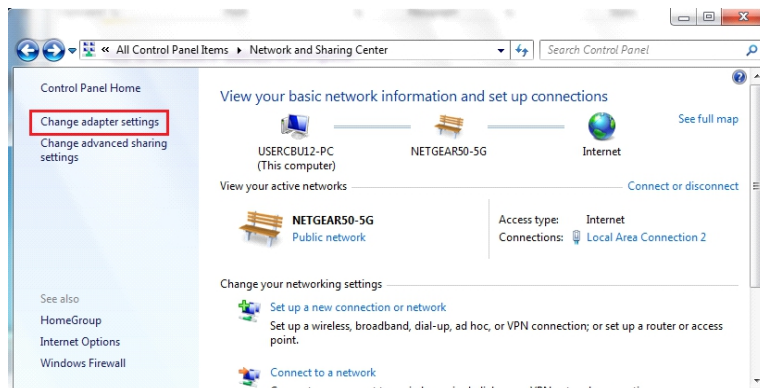 « All Control Panel Items ▸ Network and Sharing Center
Search Control Panel
Control Panel Home
Change adapter settings
Change advanced sharing
settings
See also
HomeGroup
Internet Options
Windows Firewall
View your basic network information and set up connections
See full map
USERCBU12-PC
(This computer)
NETGEAR50-5G
Internet
View your active networks
Connect or disconnect
NETGEAR50-5G
Public network
Access type: Internet
Connections: Local Area Connection 2
Change your networking settings
Set up a new connection or network
Set up a wireless, broadband, dial-up, ad hoc, or VPN connection; or set up a router or access
point.
Connect to a network